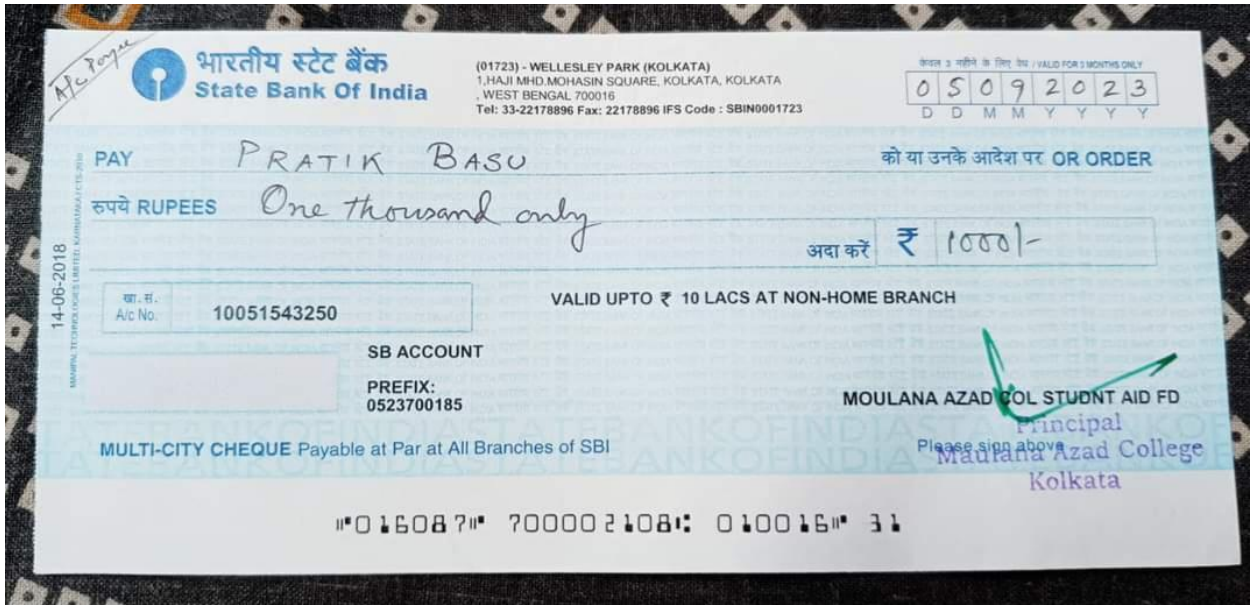 A/c Payee
भारतीय स्टेट बैंक
State Bank Of India
(01723) - WELLESLEY PARK (KOLKATA)
1,HAJI MHD.MOHASIN SQUARE, KOLKATA, KOLKATA
, WEST BENGAL 700016
Tel: 33-22178896 Fax: 22178896 IFS Code : SBIN0001723
केवल 3 महीने के लिए वैध / VALID FOR 3 MONTHS ONLY
0 5 0 9 2 0 2 3
D D M M Y Y Y Y
PAY PRATIK BASU को या उनके आदेश पर OR ORDER
रुपये RUPEES One thousand only
अदा करें ₹ 1000/-
14-06-2018
खा. सं.
A/c No. 10051543250
VALID UPTO ₹ 10 LACS AT NON-HOME BRANCH
SB ACCOUNT
PREFIX:
0523700185
MOULANA AZAD COL STUDNT AID FD
Principal
Please sign above
Maulana Azad College
Kolkata
MULTI-CITY CHEQUE Payable at Par at All Branches of SBI
⑈016087⑈ 700002108⑆ 010016⑈ 31